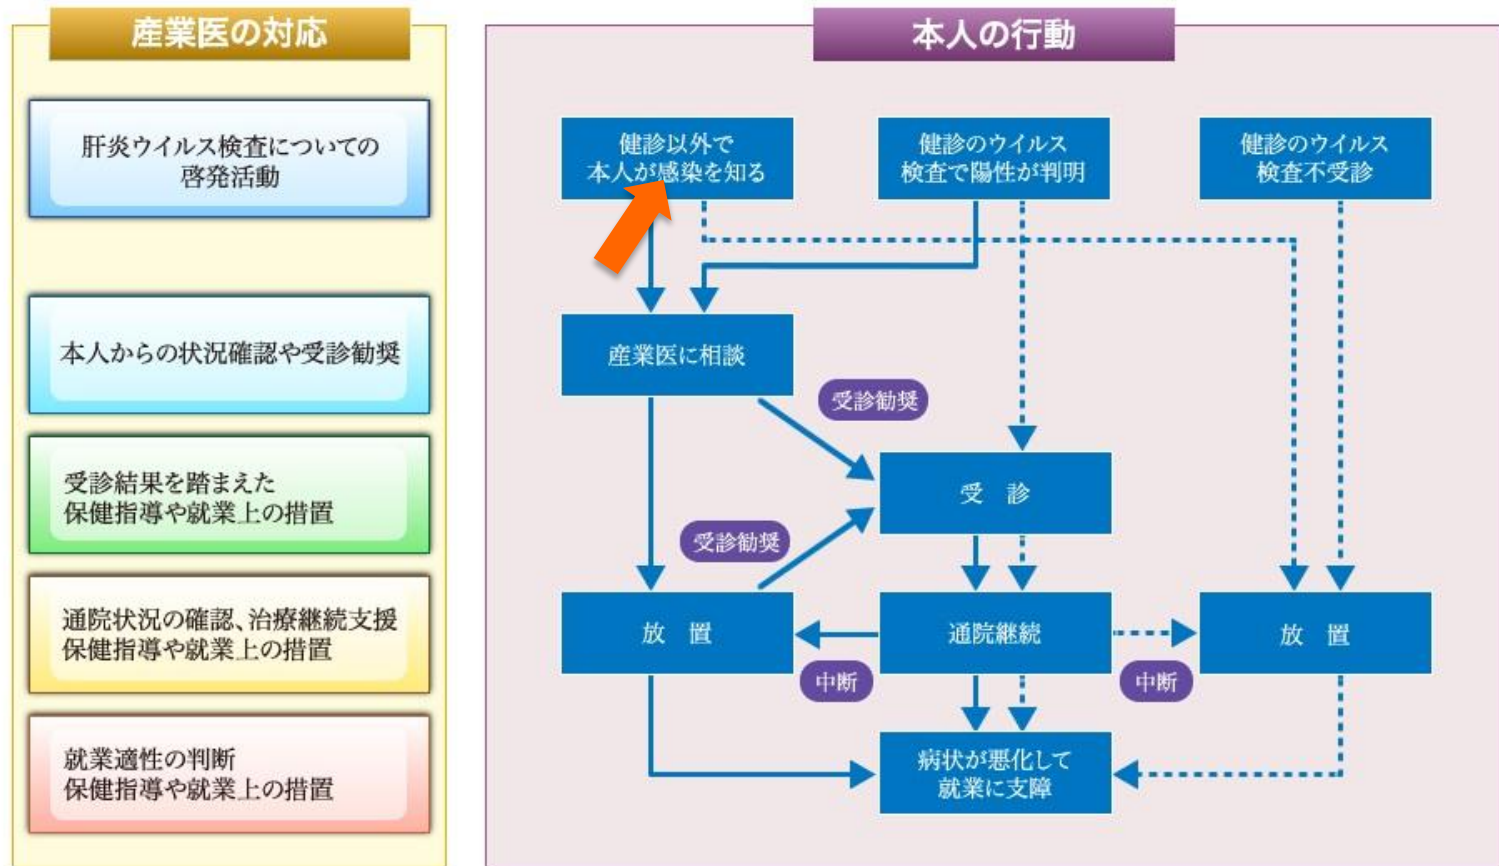 産業医の対応
肝炎ウイルス検査についての
啓発活動
本人からの状況確認や受診勧奨
受診結果を踏まえた
保健指導や就業上の措置
通院状況の確認、治療継続支援
保健指導や就業上の措置
就業適性の判断
保健指導や就業上の措置
本人の行動
健診以外で
本人が感染を知る
健診のウイルス
検査で陽性が判明
健診のウイルス
検査不受診
産業医に相談
受診勧奨
受 診
受診勧奨
放 置
通院継続
放 置
中断
中断
病状が悪化して
就業に支障